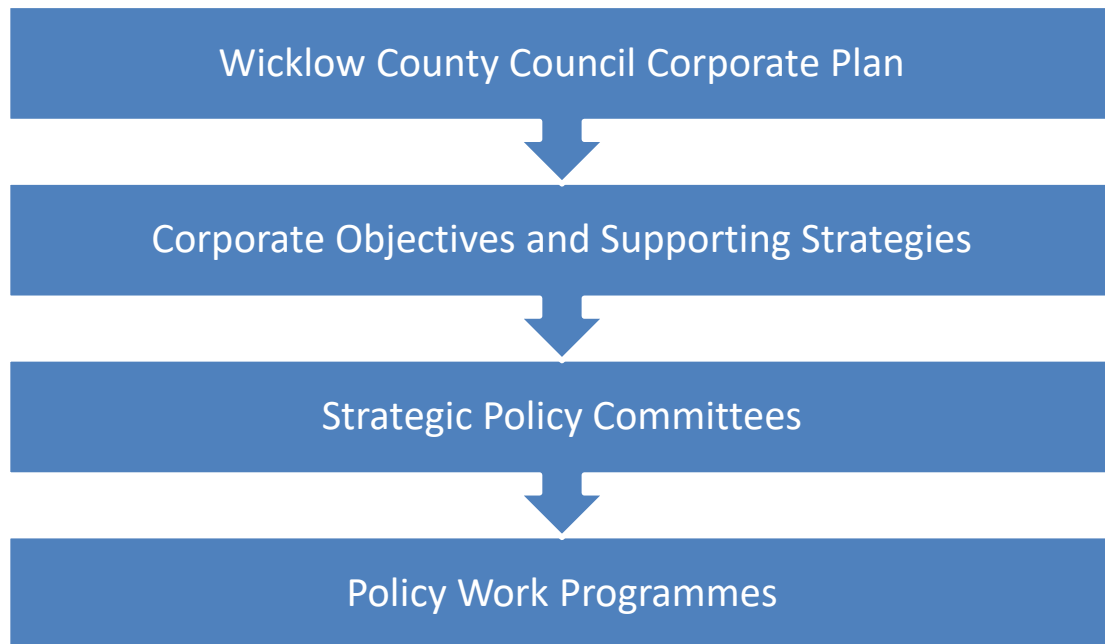 Wicklow County Council Corporate Plan
Corporate Objectives and Supporting Strategies
Strategic Policy Committees
Policy Work Programmes